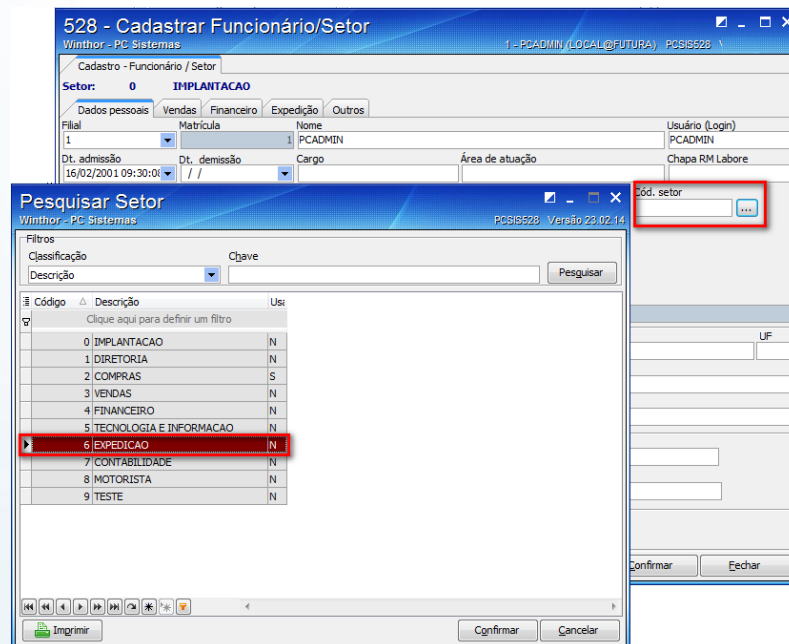 528 - Cadastrar Funcionário/Setor
Winthor - PC Sistemas 1 - PCADMIN (LOCAL@FUTURA) PCSIS528
Cadastro - Funcionário / Setor
Setor: 0 IMPLANTACAO
Dados pessoais Vendas Financeiro Expedição Outros
Filial Matrícula Nome Usuário (Login)
1 1 PCADMIN PCADMIN
Dt. admissão Dt. demissão Cargo Área de atuação Chapa RM Labore
16/02/2001 09:30:00 / /
Cód. setor
...
UF
Confirmar Fechar
Pesquisar Setor
Winthor - PC Sistemas PCSIS528 Versão 23.02.14
Filtros
Classificação Chave
Descrição Pesquisar
Código Descrição Usa
Clique aqui para definir um filtro
0 IMPLANTACAO N
1 DIRETORIA N
2 COMPRAS S
3 VENDAS N
4 FINANCEIRO N
5 TECNOLOGIA E INFORMACAO N
6 EXPEDICAO N
7 CONTABILIDADE N
8 MOTORISTA N
9 TESTE N
Imprimir Confirmar Cancelar